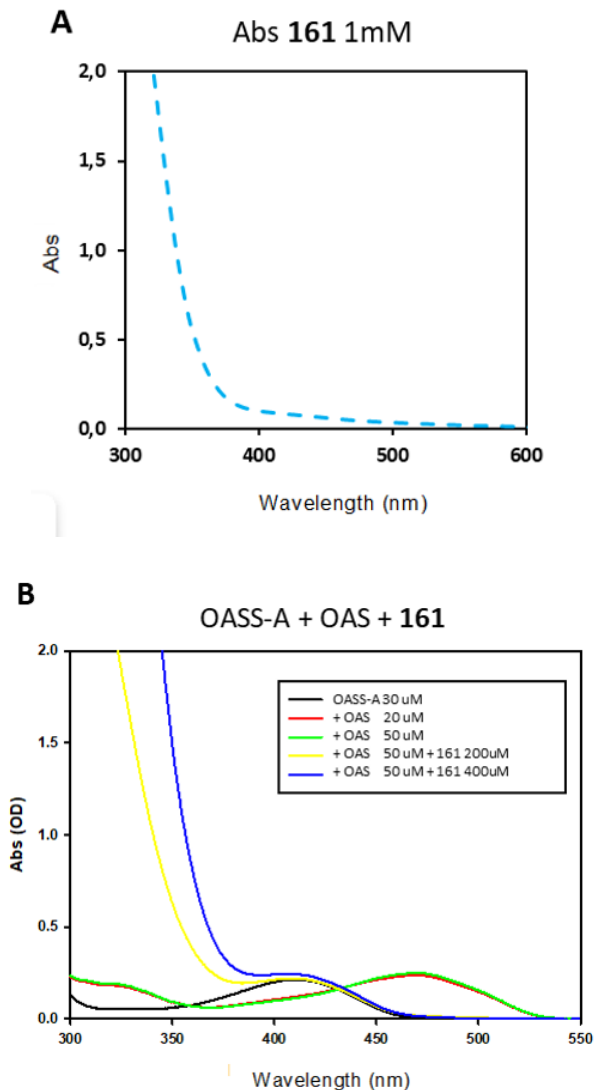 A
Abs 161 1mM
2,0
1,5
1,0
0,5
0,0
Abs
300 400 500 600
Wavelength (nm)
B
OASS-A + OAS + 161
2.0
1.5
1.0
0.5
0.0
Abs (OD)
OASS-A 30 uM
+ OAS 20 uM
+ OAS 50 uM
+ OAS 50 uM + 161 200uM
+ OAS 50 uM + 161 400uM
300 350 400 450 500 550
Wavelength (nm)